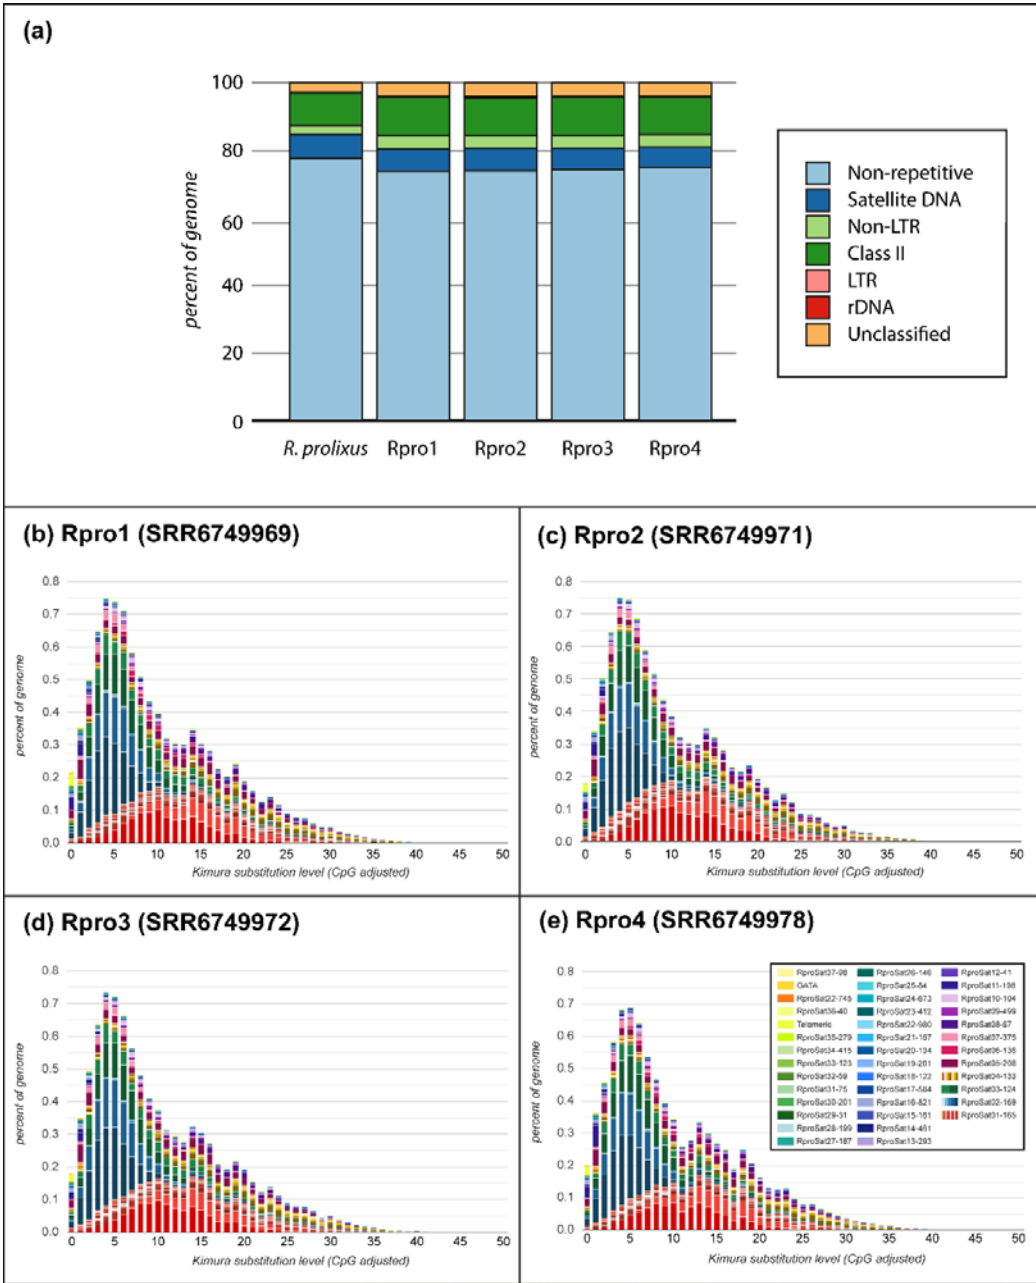 (a)
100
80
60
40
20
0
percent of genome
R. prolixus Rpro1 Rpro2 Rpro3 Rpro4
Non-repetitive
Satellite DNA
Non-LTR
Class II
LTR
rDNA
Unclassified
(b) Rpro1 (SRR6749969)
0.8
0.7
0.6
0.5
0.4
0.3
0.2
0.1
0.0
percent of genome
0 5 10 15 20 25 30 35 40 45 50
Kimura substitution level (CpG adjusted)
(c) Rpro2 (SRR6749971)
0.8
0.7
0.6
0.5
0.4
0.3
0.2
0.1
0.0
percent of genome
0 5 10 15 20 25 30 35 40 45 50
Kimura substitution level (CpG adjusted)
(d) Rpro3 (SRR6749972)
0.8
0.7
0.6
0.5
0.4
0.3
0.2
0.1
0.0
percent of genome
0 5 10 15 20 25 30 35 40 45 50
Kimura substitution level (CpG adjusted)
(e) Rpro4 (SRR6749978)
0.8
0.7
0.6
0.5
0.4
0.3
0.2
0.1
0.0
percent of genome
0 5 10 15 20 25 30 35 40 45 50
Kimura substitution level (CpG adjusted)
RproSat37-98
GATA
RproSat22-745
RproSat36-40
Telomeric
RproSat35-279
RproSat34-415
RproSat33-123
RproSat32-59
RproSat31-75
RproSat30-201
RproSat29-31
RproSat28-199
RproSat27-187
RproSat26-146
RproSat25-84
RproSat24-673
RproSat23-412
RproSat22-980
RproSat21-167
RproSat20-134
RproSat19-201
RproSat18-122
RproSat17-584
RproSat16-821
RproSat15-181
RproSat14-461
RproSat13-293
RproSat12-41
RproSat11-198
RproSat10-104
RproSat09-499
RproSat08-67
RproSat07-375
RproSat06-136
RproSat05-208
RproSat04-133
RproSat03-124
RproSat02-169
RproSat01-165